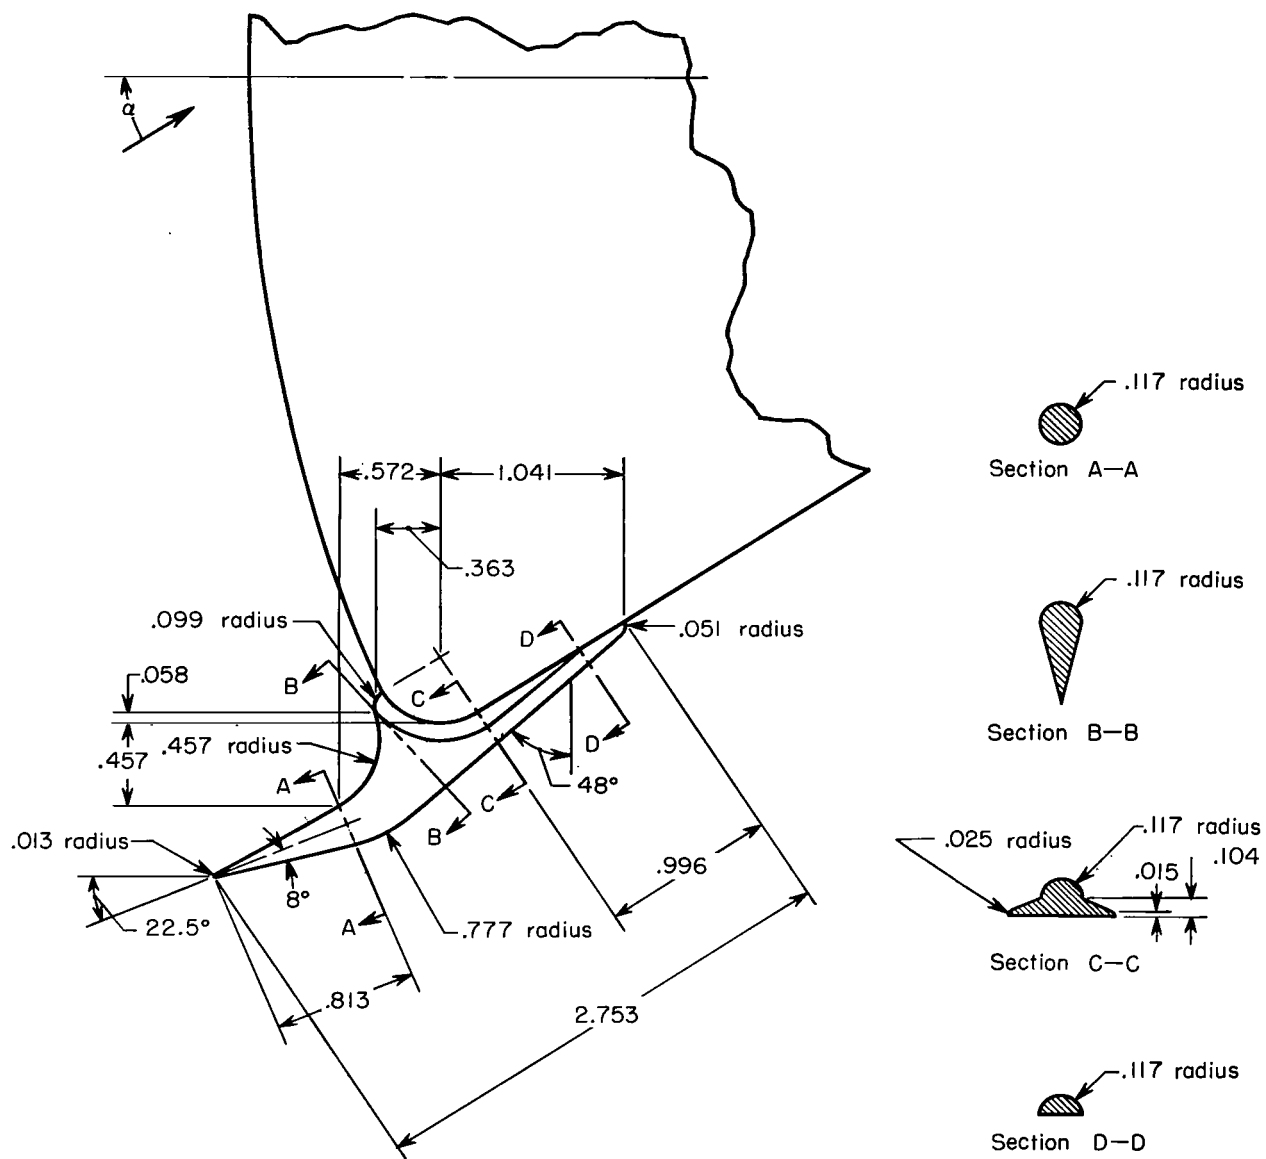 α
.117 radius
Section A—A
.572
1.041
.363
.117 radius
.099 radius
D
.051 radius
.058
B
C
Section B—B
.457
.457 radius
D
A
48°
C
B
.013 radius
.025 radius
.117 radius
.104
.015
.996
8°
22.5°
A
.777 radius
Section C—C
.813
2.753
.117 radius
Section D—D